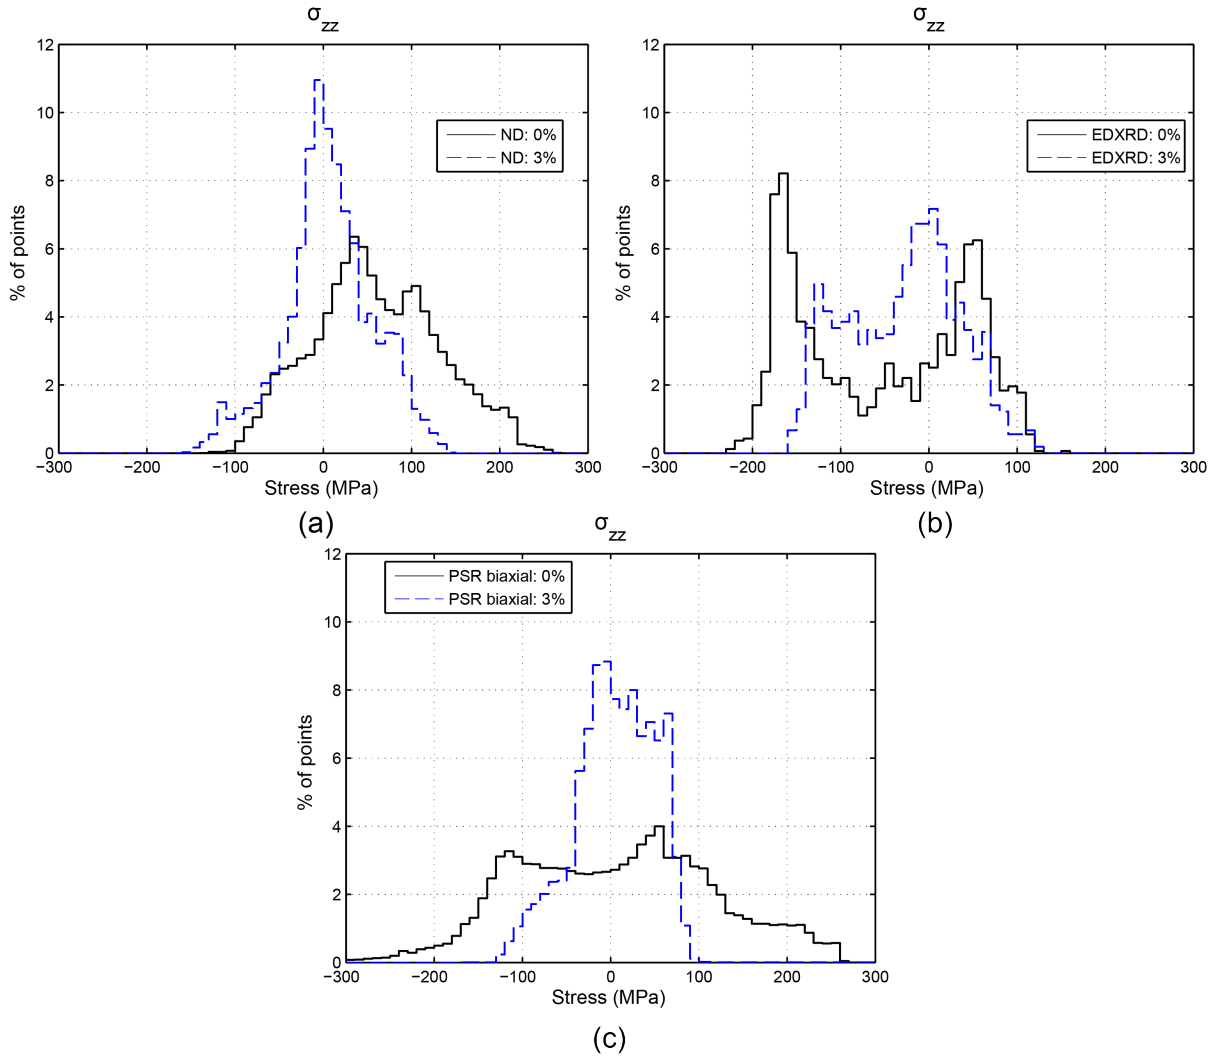 σzz
12
10
8
6
4
2
0
% of points
ND: 0%
ND: 3%
−300 −200 −100 0 100 200 300
Stress (MPa)
(a)
σzz
12
10
8
6
4
2
0
% of points
EDXRD: 0%
EDXRD: 3%
−300 −200 −100 0 100 200 300
Stress (MPa)
(b)
σzz
12
10
8
6
4
2
0
% of points
PSR biaxial: 0%
PSR biaxial: 3%
−300 −200 −100 0 100 200 300
Stress (MPa)
(c)